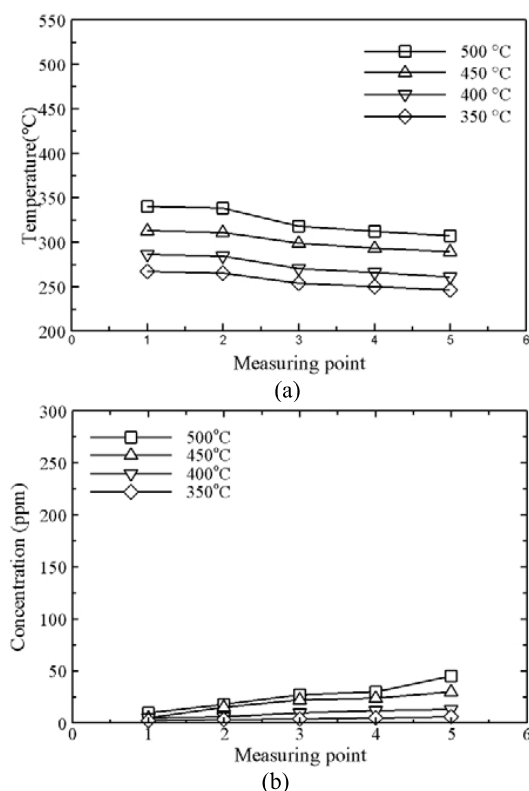 550
500
450
400
350
300
250
200
Temperature(°C)
500 °C
450 °C
400 °C
350 °C
0 1 2 3 4 5 6
Measuring point
(a)
300
250
200
150
100
50
0
Concentration (ppm)
500°C
450°C
400°C
350°C
0 1 2 3 4 5 6
Measuring point
(b)